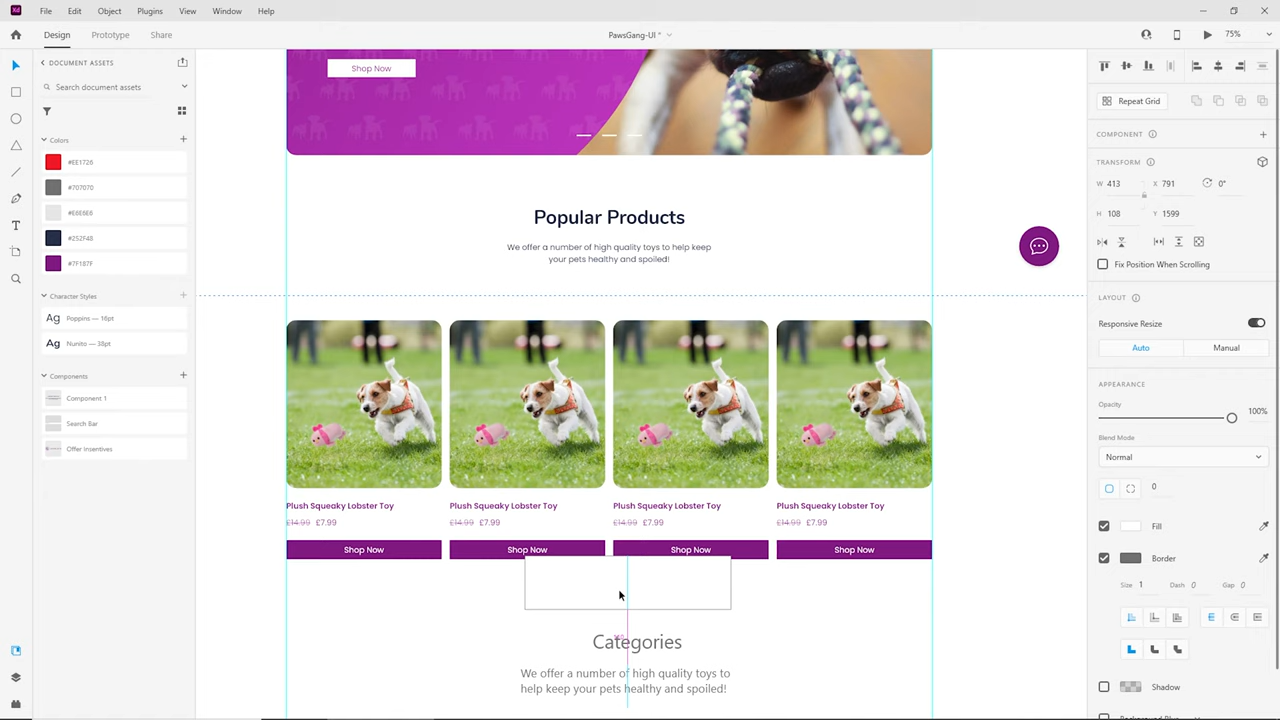 Xd File Edit Object Plugins View Window Help
Design Prototype Share
PawsGang-UI *
75%
DOCUMENT ASSETS
Search document assets
Colors
#EE1726
#707070
#E6E6E6
#252F48
#7F187F
Character Styles
Ag Poppins — 16pt
Ag Nunito — 38pt
Components
Component 1
Search Bar
Offer Insentives
Shop Now
Popular Products
We offer a number of high quality toys to help keep
your pets healthy and spoiled!
Plush Squeaky Lobster Toy Plush Squeaky Lobster Toy Plush Squeaky Lobster Toy Plush Squeaky Lobster Toy
£14.99 £7.99 £14.99 £7.99 £14.99 £7.99 £14.99 £7.99
Shop Now Shop Now Shop Now Shop Now
Categories
We offer a number of high quality toys to
help keep your pets healthy and spoiled!
Repeat Grid
COMPONENT
TRANSFORM
W 413 X 791 0°
H 108 Y 1599
Fix Position When Scrolling
LAYOUT
Responsive Resize
Auto Manual
APPEARANCE
Opacity
100%
Blend Mode
Normal
0
Fill
Border
Size 1 Dash 0 Gap 0
Shadow